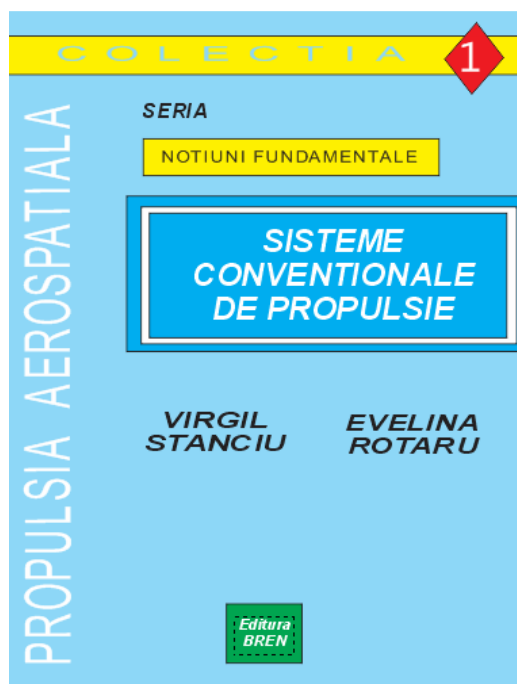 COLECTIA
1
PROPULSIA AEROSPATIALA
SERIA
NOTIUNI FUNDAMENTALE
SISTEME
CONVENTIONALE
DE PROPULSIE
VIRGIL
STANCIU
EVELINA
ROTARU
Editura
BREN